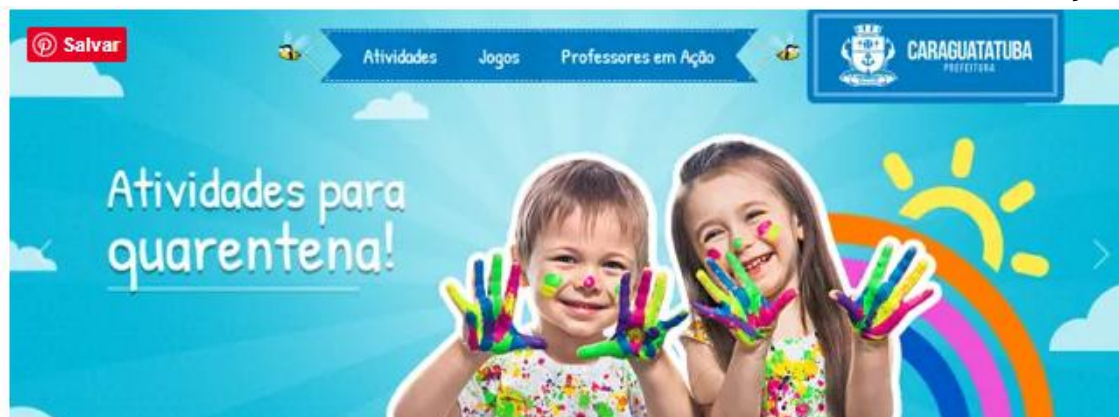 Salvar
Atividades Jogos Professores em Ação
CARAGUATATUBA
PREFEITURA
Atividades para
quarentena!